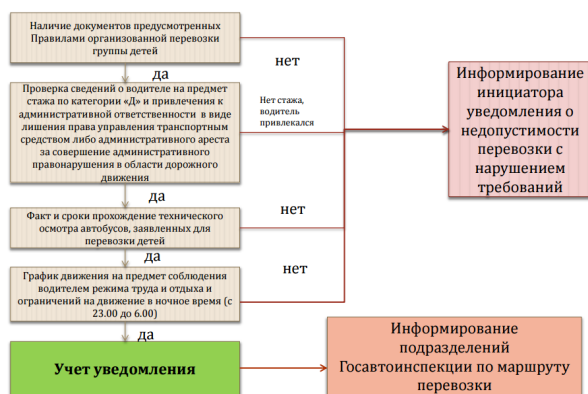 Наличие документов предусмотренных
Правилами организованной перевозки
группы детей
да
нет
Проверка сведений о водителе на предмет
стажа по категории «Д» и привлечения к
административной ответственности в виде
лишения права управления транспортным
средством либо административного ареста
за совершение административного
правонарушения в области дорожного
движения
Нет стажа,
водитель
привлекался
Информирование
инициатора
уведомления о
недопустимости
перевозки с
нарушением
требований
да
Факт и сроки прохождение технического
осмотра автобусов, заявленных для
перевозки детей
нет
да
График движения на предмет соблюдения
водителем режима труда и отдыха и
ограничений на движение в ночное время (с
23.00 до 6.00)
нет
да
Учет уведомления
Информирование
подразделений
Госавтоинспекции по маршруту
перевозки